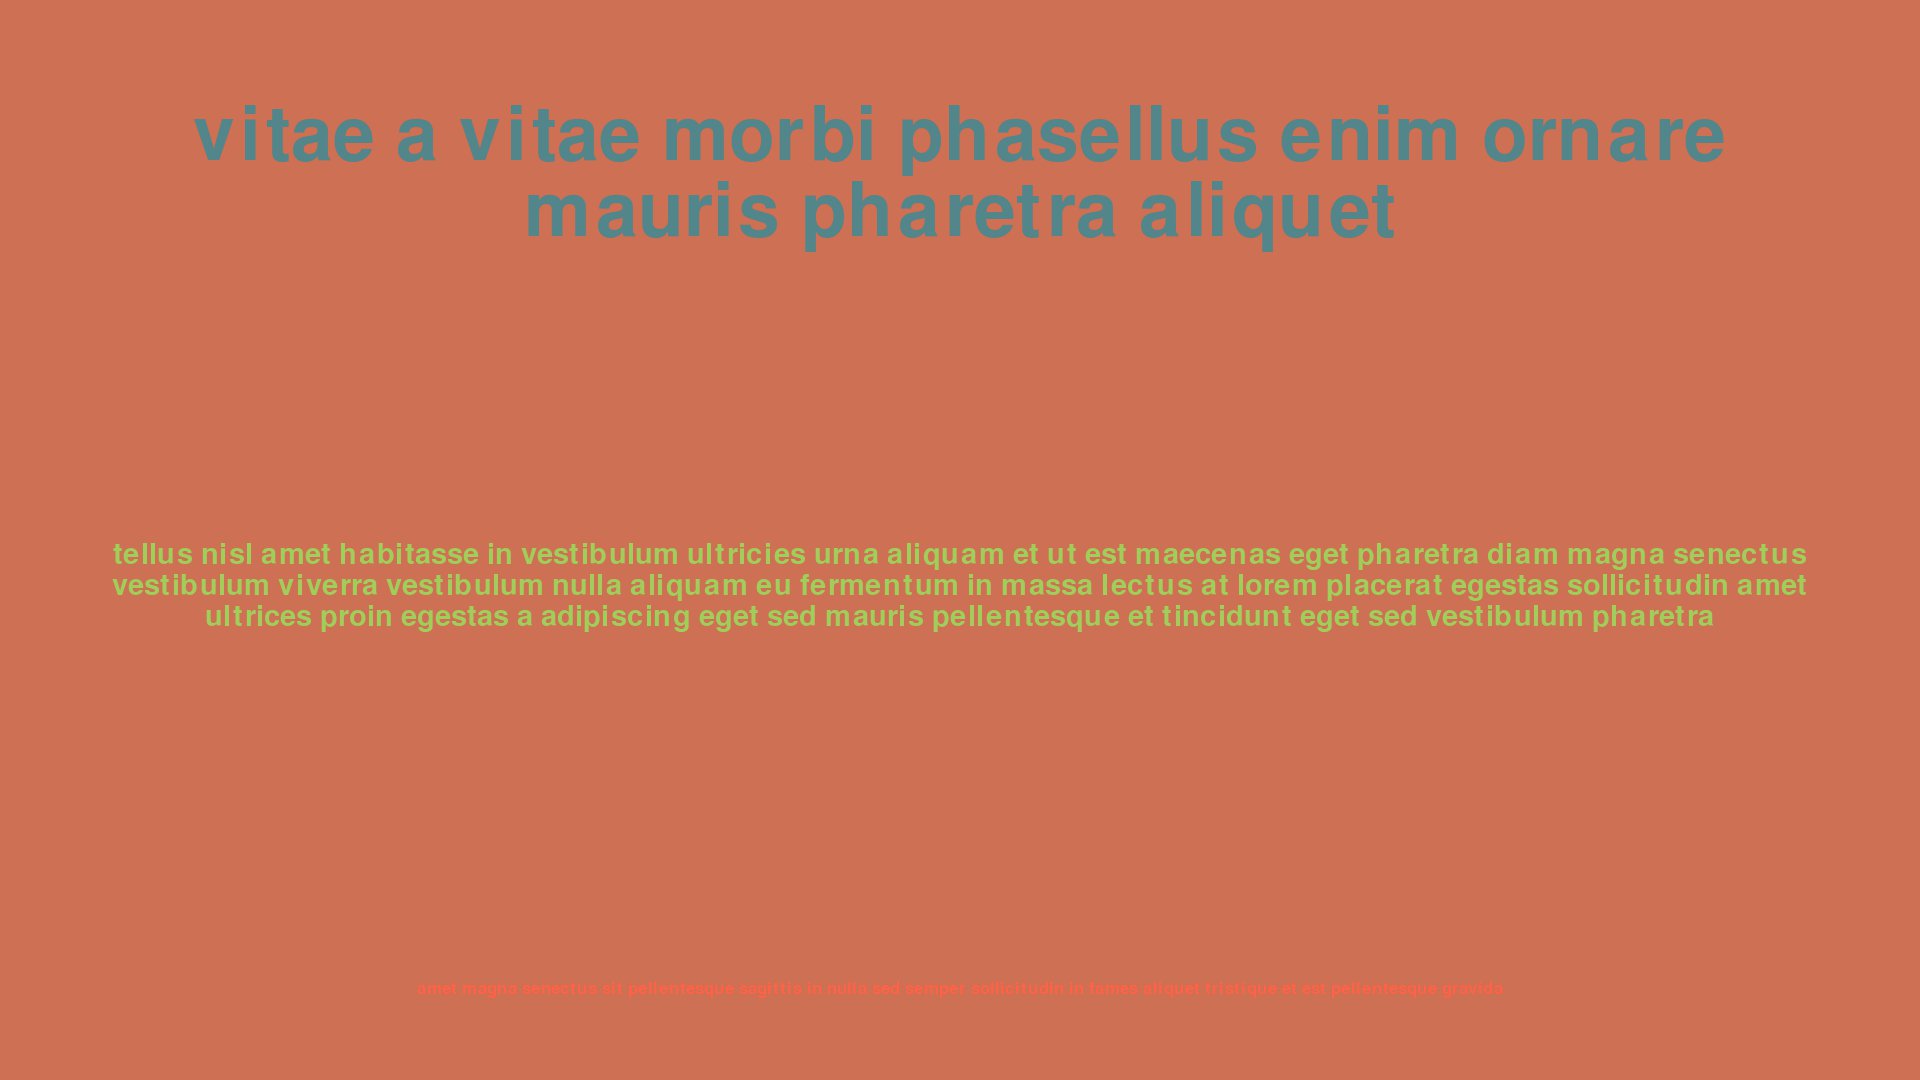 vitae a vitae morbi phasellus enim ornare
mauris pharetra aliquet
tellus nisl amet habitasse in vestibulum ultricies urna aliquam et ut est maecenas eget pharetra diam magna senectus
vestibulum viverra vestibulum nulla aliquam eu fermentum in massa lectus at lorem placerat egestas sollicitudin amet
ultrices proin egestas a adipiscing eget sed mauris pellentesque et tincidunt eget sed vestibulum pharetra
amet magna senectus sit pellentesque sagittis in nulla sed semper sollicitudin in fames aliquet tristique et est pellentesque gravida